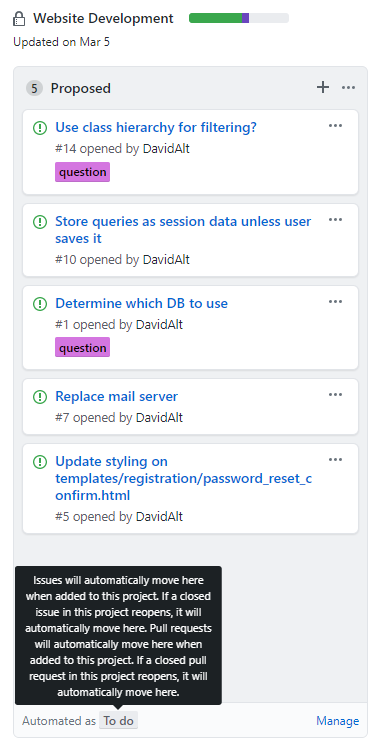 Website Development
Updated on Mar 5
5 Proposed
Use class hierarchy for filtering?
#14 opened by DavidAlt
question
Store queries as session data unless user
saves it
#10 opened by DavidAlt
Determine which DB to use
#1 opened by DavidAlt
question
Replace mail server
#7 opened by DavidAlt
Update styling on
templates/registration/password_reset_c
onfirm.html
#5 opened by DavidAlt
Issues will automatically move here
when added to this project. If a closed
issue in this project reopens, it will
automatically move here. Pull requests
will automatically move here when
added to this project. If a closed pull
request in this project reopens, it will
automatically move here.
Automated as To do Manage